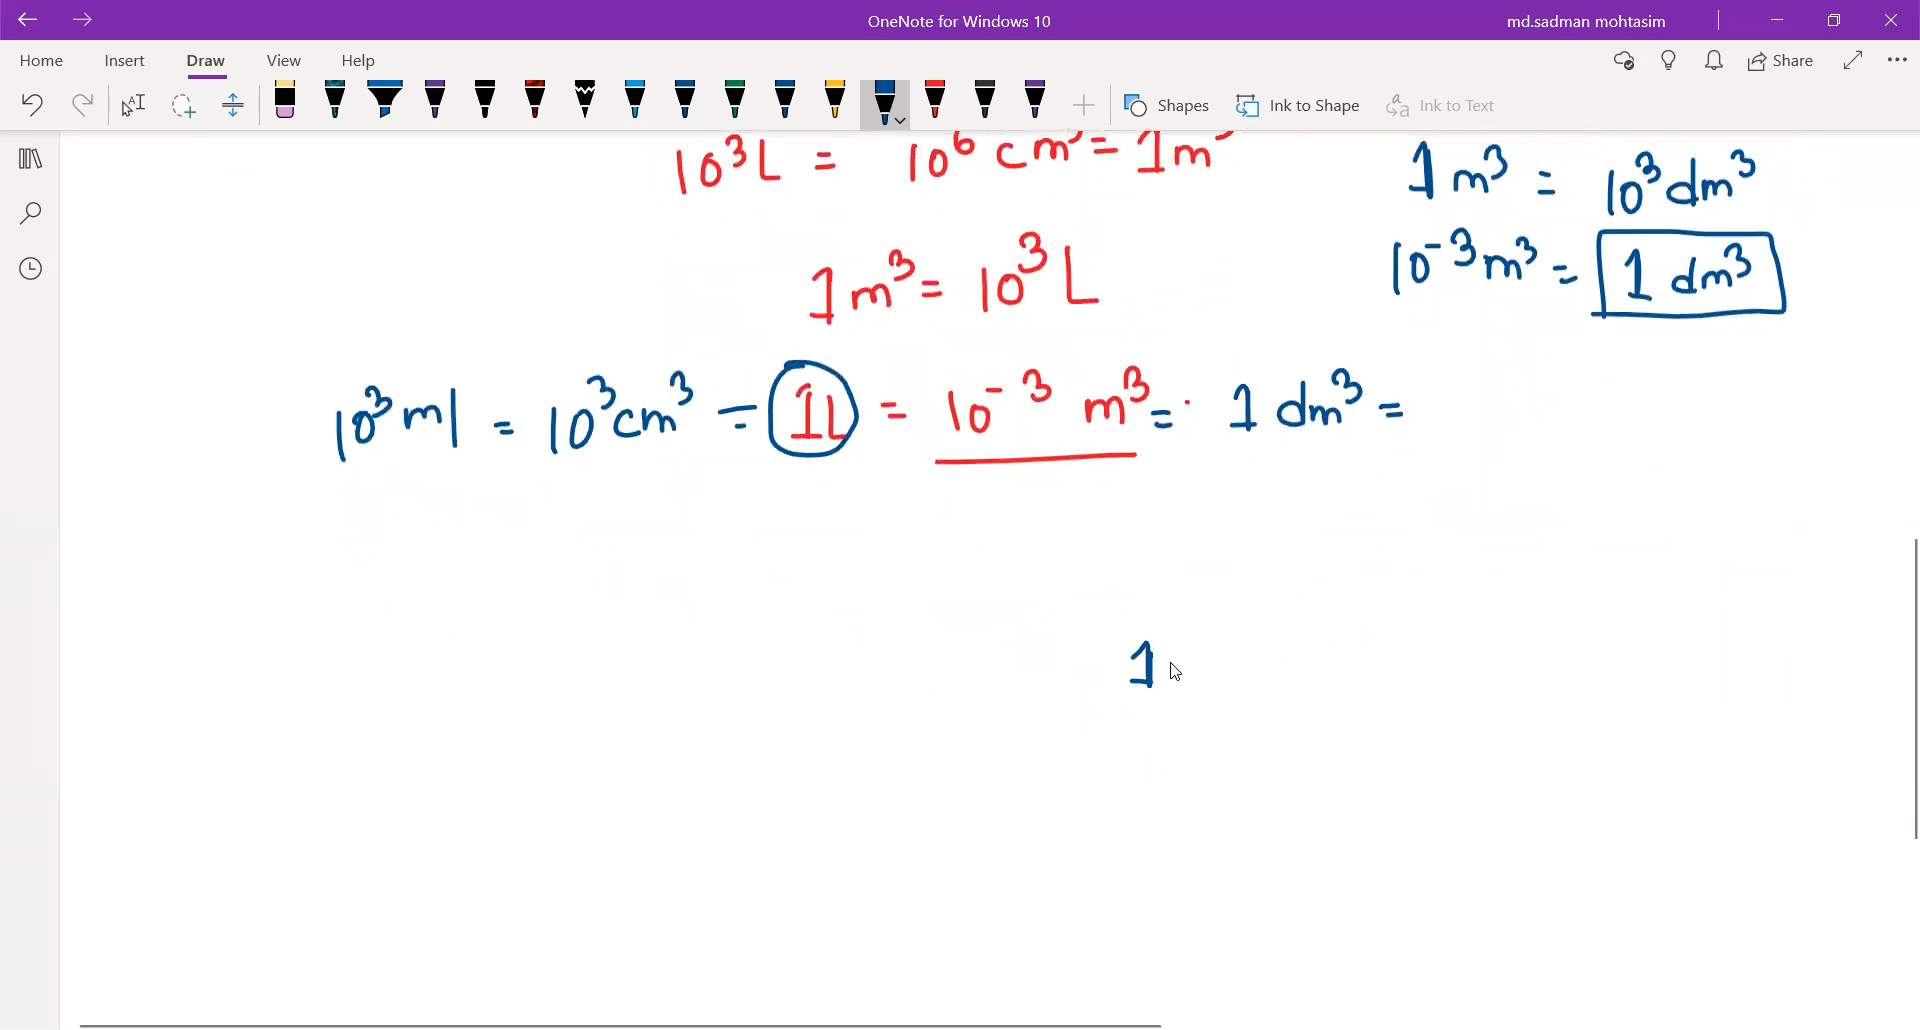 OneNote for Windows 10
md.sadman mohtasim
Home Insert Draw View Help
Share
Shapes Ink to Shape Ink to Text
10³L = 10⁶ cm³ = 1m³
1 m³ = 10³ dm³
10⁻³ m³ = 1 dm³
1 m³ = 10³ L
10³ ml = 10³ cm³ = 1L = 10⁻³ m³ = 1 dm³ =
1